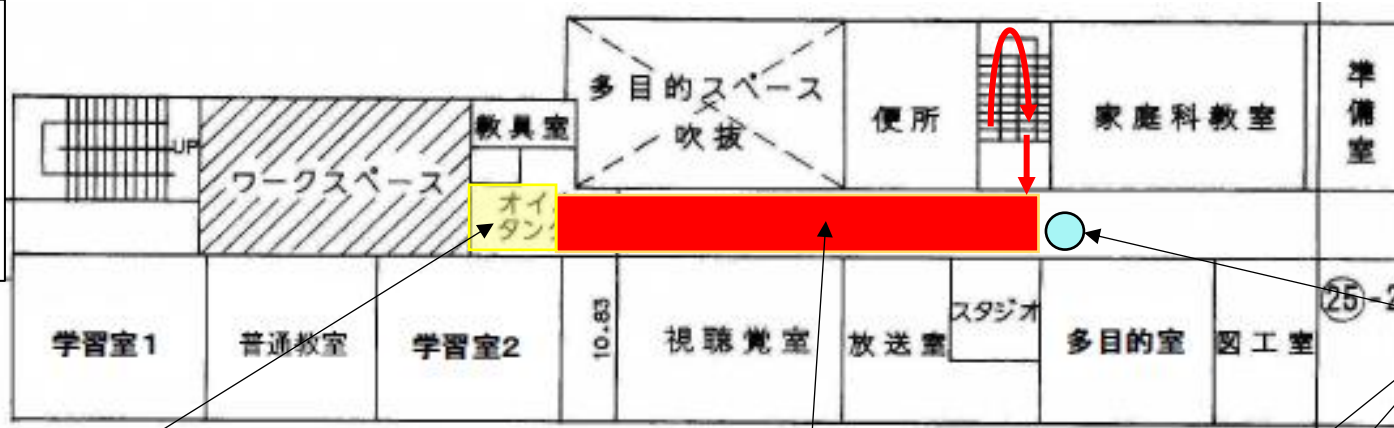 多目的スペース
吹抜
便所
家庭科教室
準備室
UP
ワークスペース
教具室
オイ
タン
学習室1
普通教室
学習室2
10.83
視聴覚室
放送室
スタジオ
多目的室
図工室
25-2